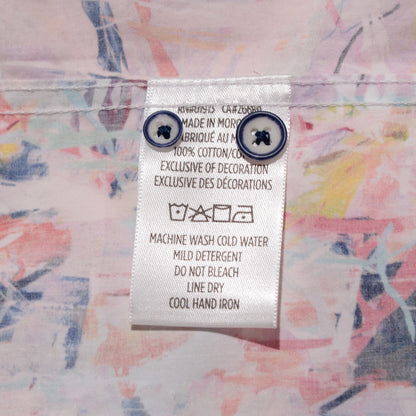 MADE IN MOR
FABRIQUÉ AU M
100% COTTON/CO
EXCLUSIVE OF DECORATION
EXCLUSIVE DES DÉCORATIONS
MACHINE WASH COLD WATER
MILD DETERGENT
DO NOT BLEACH
LINE DRY
COOL HAND IRON